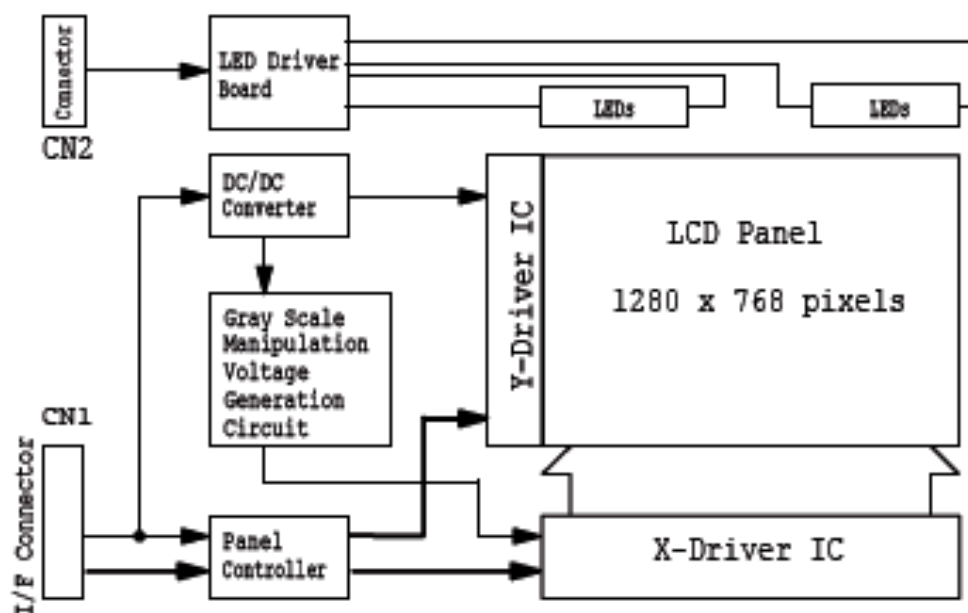 Connector
CN2
LED Driver
Board
LEDs
LEDs
DC/DC
Converter
Y-Driver IC
LCD Panel
1280 x 768 pixels
Gray Scale
Manipulation
Voltage
Generation
Circuit
CN1
I/F Connector
Panel
Controller
X-Driver IC